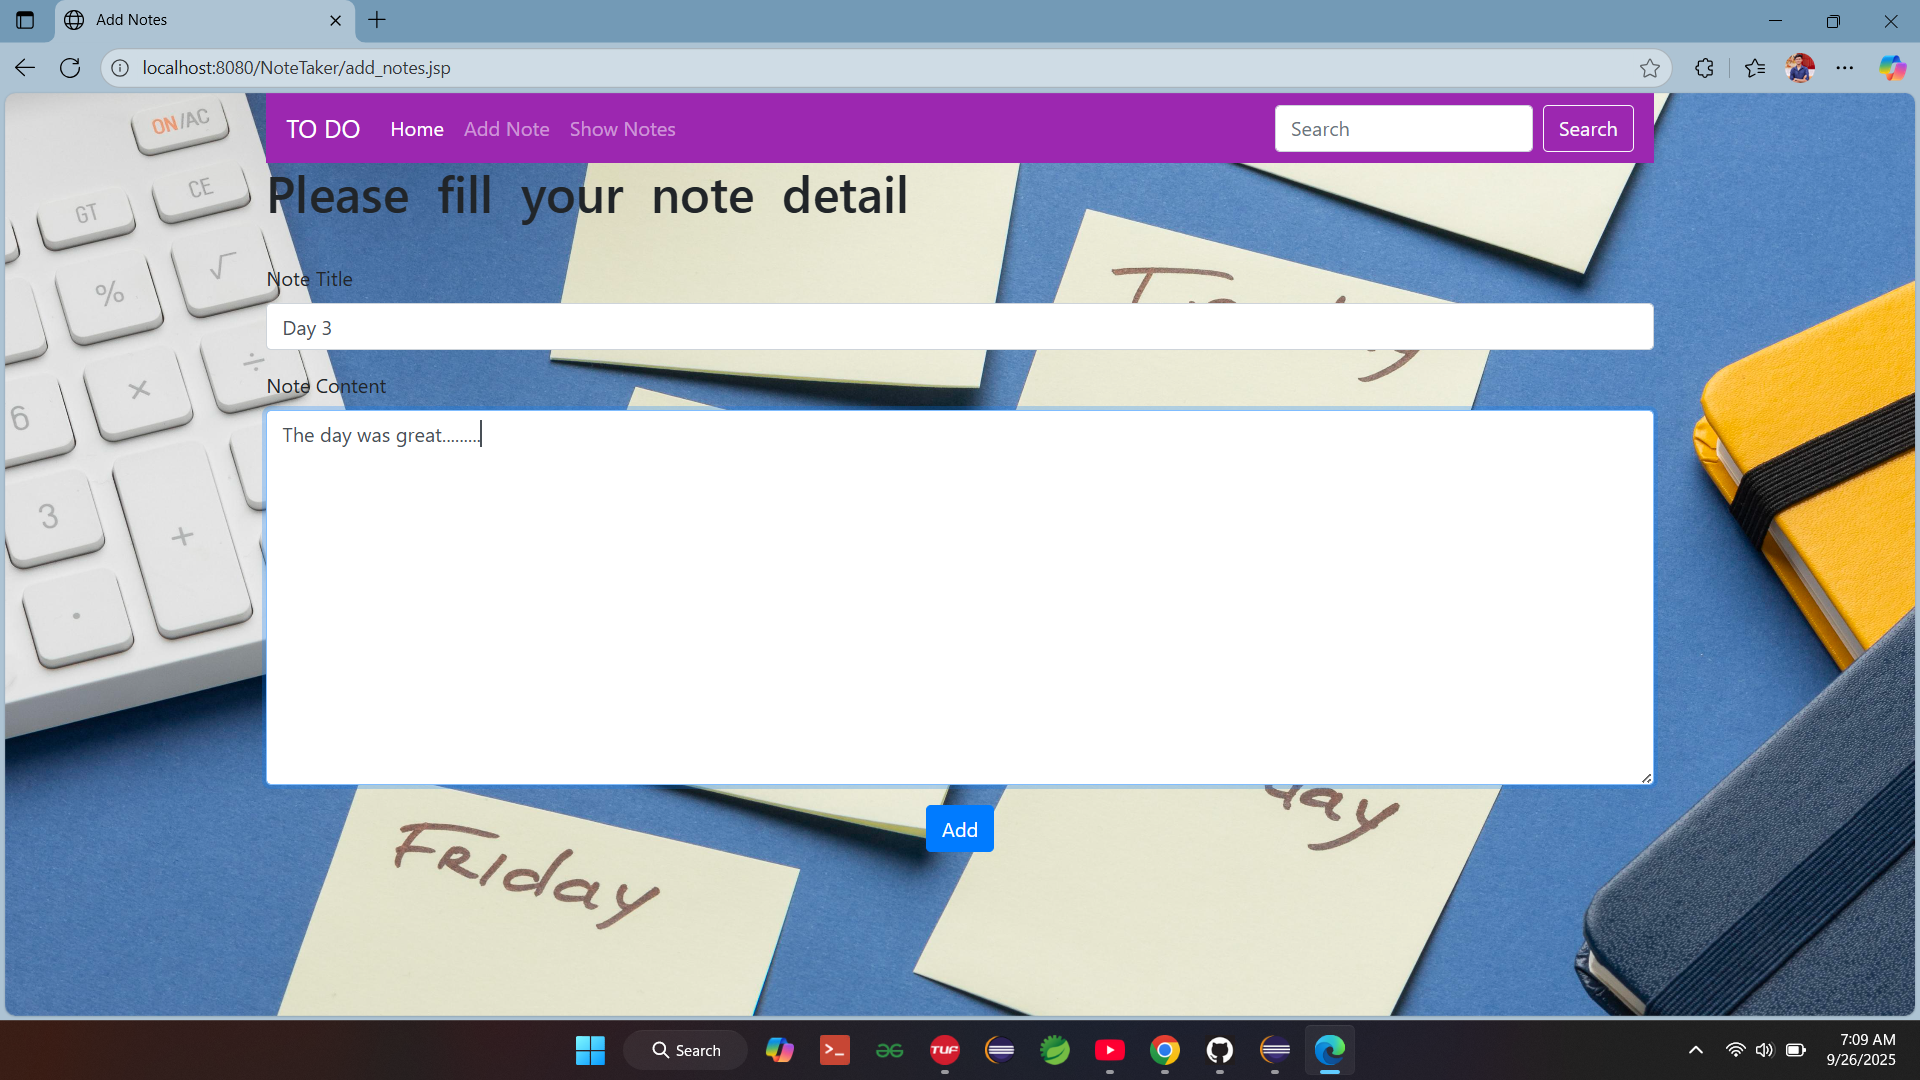 Add Notes
localhost:8080/NoteTaker/add_notes.jsp
TO DO Home Add Note Show Notes Search Search
Please fill your note detail
Note Title
Day 3
Note Content
The day was great.........
Add
ON/AC
CE
GT
√
%
÷
×
6
3
+
FRIday
day
Search
TUF
7:09 AM
9/26/2025